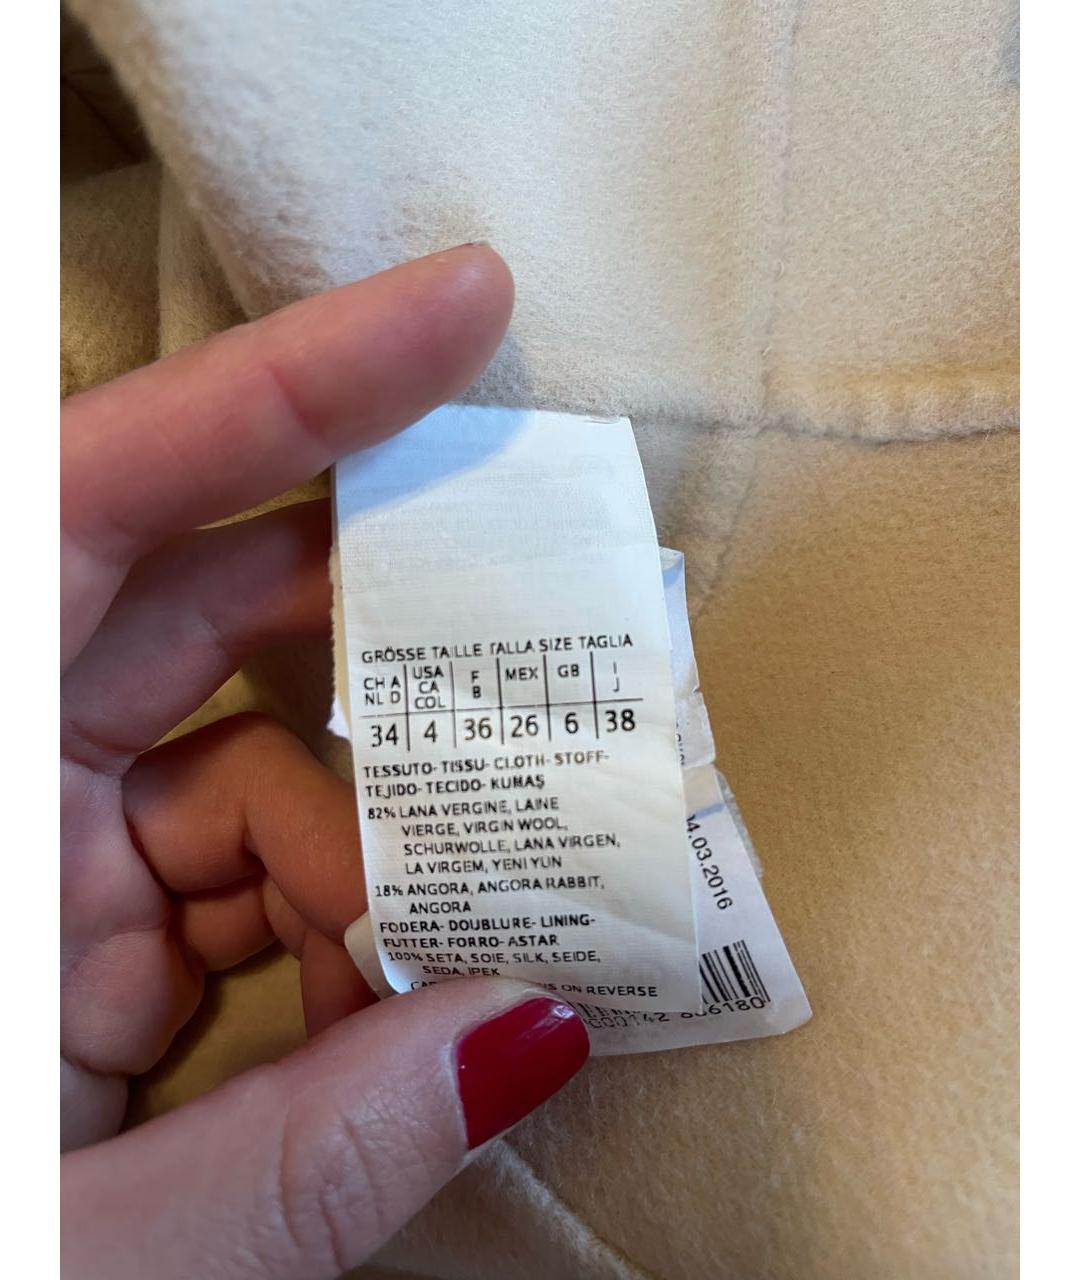 GRÖSSE TAILLE TALLA SIZE TAGLIA
CH A NL D USA CA COL F B MEX GB I J
34 4 36 26 6 38
TESSUTO- TISSU- CLOTH- STOFF-
TEJIDO- TECIDO- KUMAŞ
82% LANA VERGINE, LAINE
VIERGE, VIRGIN WOOL,
SCHURWOLLE, LANA VIRGEN,
LA VIRGEM, YENI YUN
18% ANGORA, ANGORA RABBIT,
ANGORA
FODERA- DOUBLURE- LINING-
FUTTER- FORRO- ASTAR
100% SETA, SOIE, SILK, SEIDE,
SEDA, IPEK
ON REVERSE
.03.2016